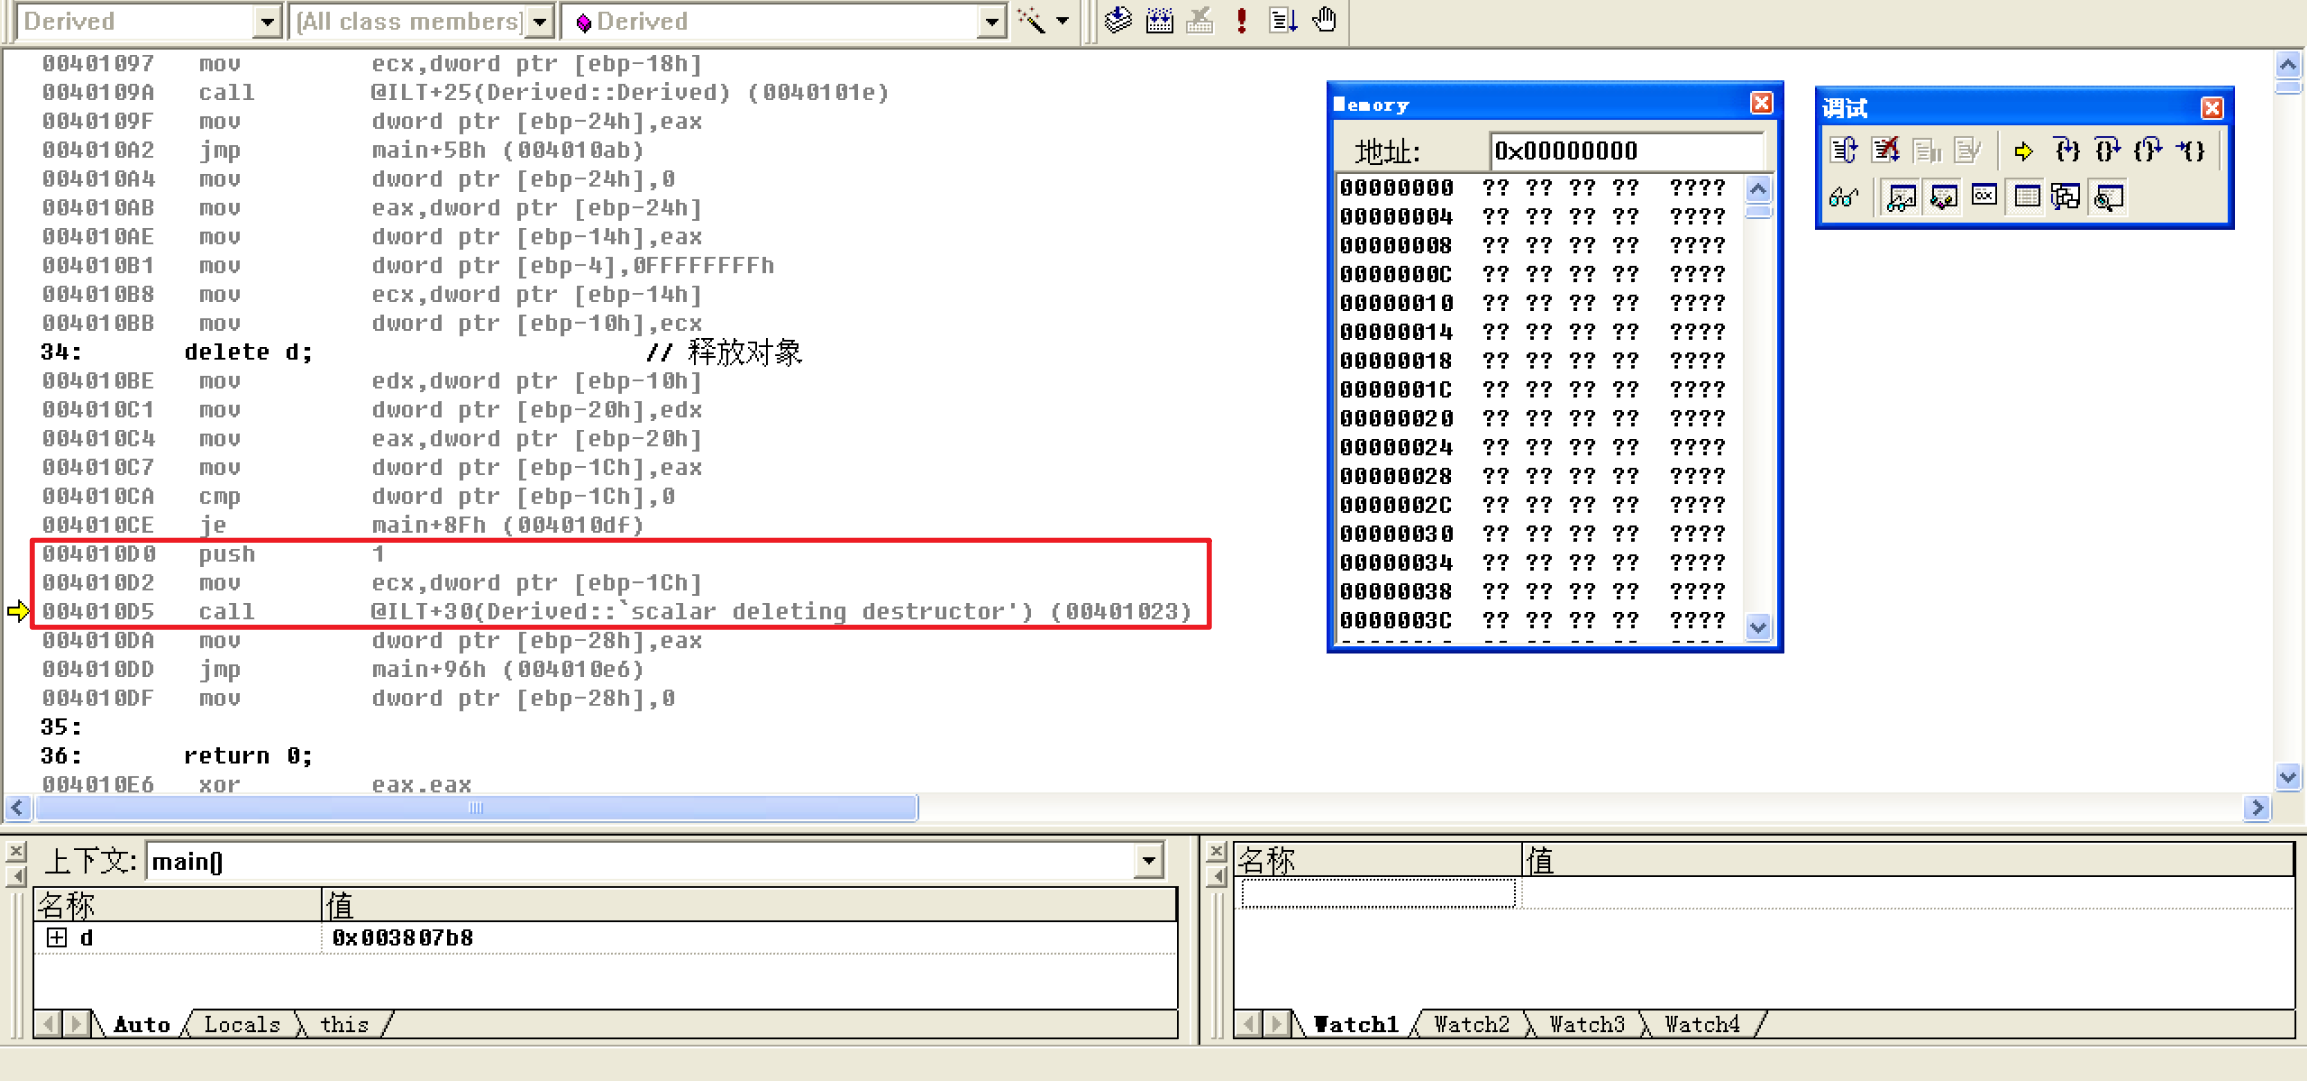 Derived [All class members] Derived
00401097 mov ecx,dword ptr [ebp-18h]
0040109A call @ILT+25(Derived::Derived) (0040101e)
0040109F mov dword ptr [ebp-24h],eax
004010A2 jmp main+5Bh (004010ab)
004010A4 mov dword ptr [ebp-24h],0
004010AB mov eax,dword ptr [ebp-24h]
004010AE mov dword ptr [ebp-14h],eax
004010B1 mov dword ptr [ebp-4],0FFFFFFFFh
004010B8 mov ecx,dword ptr [ebp-14h]
004010BB mov dword ptr [ebp-10h],ecx
34: delete d; // 释放对象
004010BE mov edx,dword ptr [ebp-10h]
004010C1 mov dword ptr [ebp-20h],edx
004010C4 mov eax,dword ptr [ebp-20h]
004010C7 mov dword ptr [ebp-1Ch],eax
004010CA cmp dword ptr [ebp-1Ch],0
004010CE je main+8Fh (004010df)
004010D0 push 1
004010D2 mov ecx,dword ptr [ebp-1Ch]
004010D5 call @ILT+30(Derived::`scalar deleting destructor') (00401023)
004010DA mov dword ptr [ebp-28h],eax
004010DD jmp main+96h (004010e6)
004010DF mov dword ptr [ebp-28h],0
35:
36: return 0;
004010E6 xor eax,eax
Memory
地址: 0x00000000
00000000 ?? ?? ?? ?? ????
00000004 ?? ?? ?? ?? ????
00000008 ?? ?? ?? ?? ????
0000000C ?? ?? ?? ?? ????
00000010 ?? ?? ?? ?? ????
00000014 ?? ?? ?? ?? ????
00000018 ?? ?? ?? ?? ????
0000001C ?? ?? ?? ?? ????
00000020 ?? ?? ?? ?? ????
00000024 ?? ?? ?? ?? ????
00000028 ?? ?? ?? ?? ????
0000002C ?? ?? ?? ?? ????
00000030 ?? ?? ?? ?? ????
00000034 ?? ?? ?? ?? ????
00000038 ?? ?? ?? ?? ????
0000003C ?? ?? ?? ?? ????
调试
上下文: main()
名称 值
d 0x003807b8
Auto Locals this
名称 值
Watch1 Watch2 Watch3 Watch4